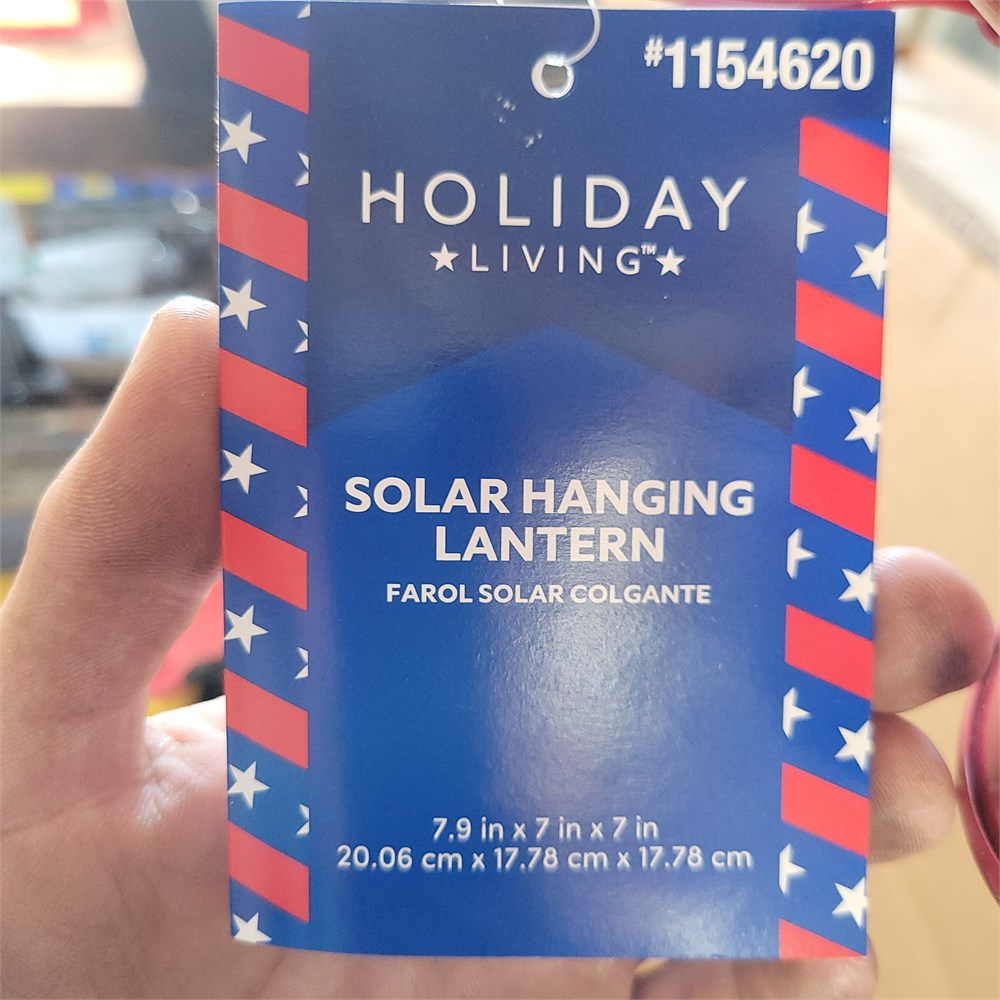 #1154620
HOLIDAY
★LIVING™★
SOLAR HANGING
LANTERN
FAROL SOLAR COLGANTE
7.9 in x 7 in x 7 in
20.06 cm x 17.78 cm x 17.78 cm